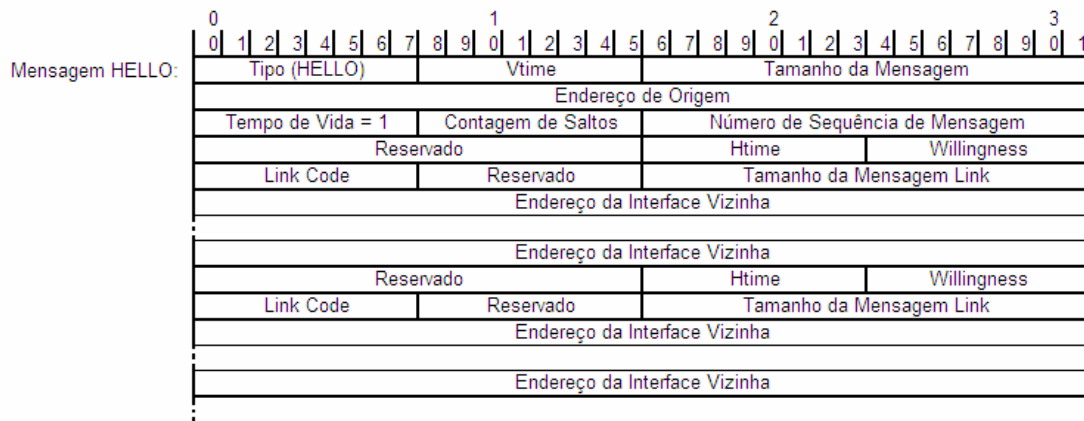 0 1 2 3
0 1 2 3 4 5 6 7 8 9 0 1 2 3 4 5 6 7 8 9 0 1 2 3 4 5 6 7 8 9 0 1
Mensagem HELLO: Tipo (HELLO) Vtime Tamanho da Mensagem
Endereço de Origem
Tempo de Vida = 1 Contagem de Saltos Número de Sequência de Mensagem
Reservado Htime Willingness
Link Code Reservado Tamanho da Mensagem Link
Endereço da Interface Vizinha
Endereço da Interface Vizinha
Reservado Htime Willingness
Link Code Reservado Tamanho da Mensagem Link
Endereço da Interface Vizinha
Endereço da Interface Vizinha